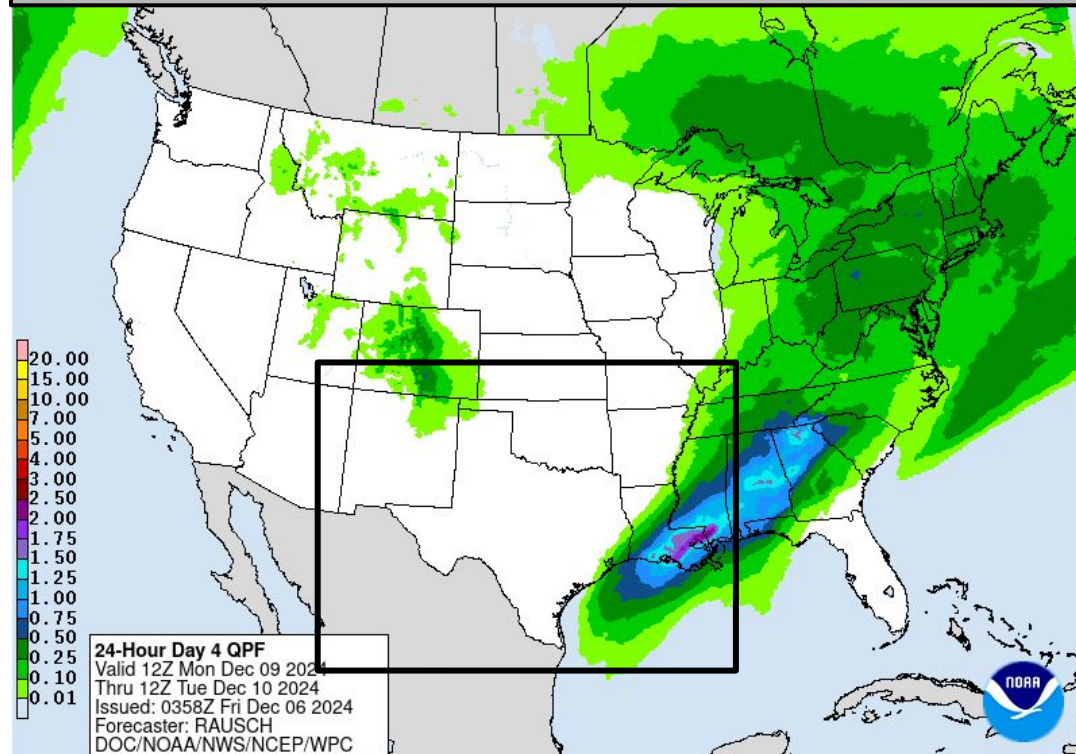 20.00
15.00
10.00
7.00
5.00
4.00
3.00
2.50
2.00
1.75
1.50
1.25
1.00
0.75
0.50
0.25
0.10
0.01
24-Hour Day 4 QPF
Valid 12Z Mon Dec 09 2024
Thru 12Z Tue Dec 10 2024
Issued: 0358Z Fri Dec 06 2024
Forecaster: RAUSCH
DOC/NOAA/NWS/NCEP/WPC
NOAA